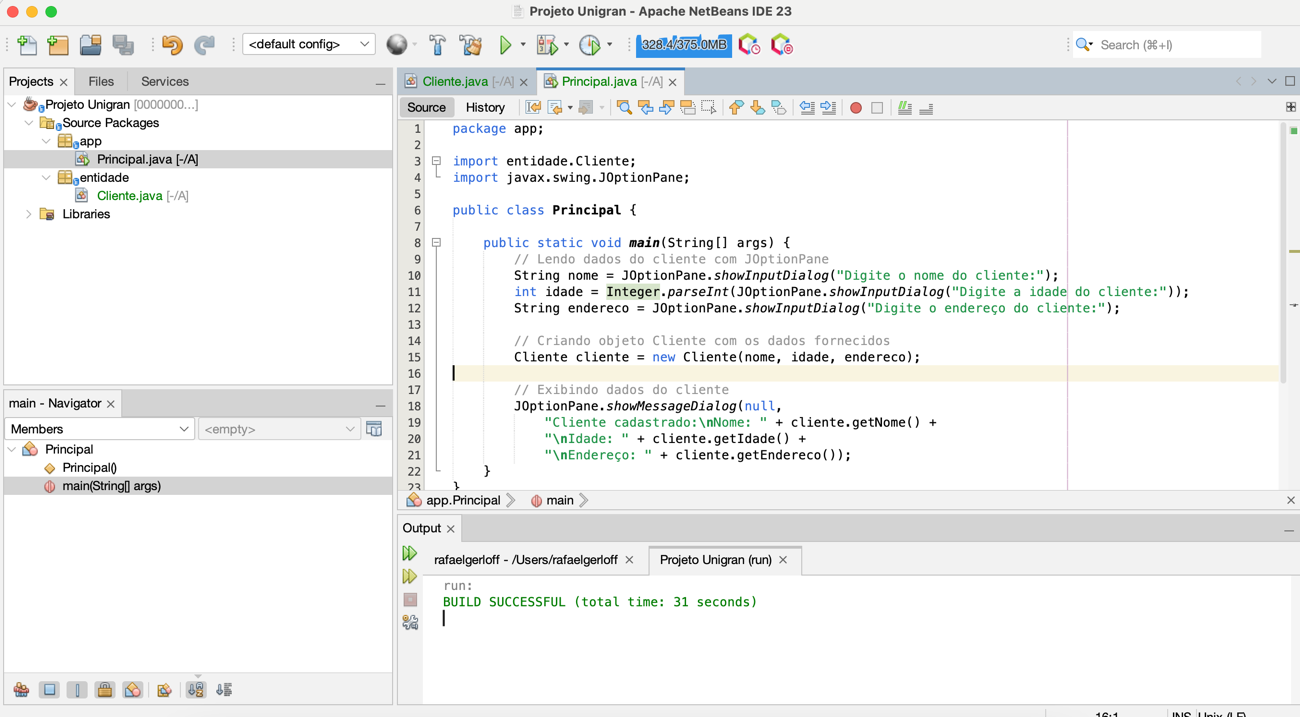 Projeto Unigran - Apache NetBeans IDE 23
<default config>
328.4/375.0MB
Search (⌘+I)
Projects Files Services
Projeto Unigran [0000000...]
Source Packages
app
Principal.java [-/A]
entidade
Cliente.java [-/A]
Libraries
main - Navigator
Members <empty>
Principal
Principal()
main(String[] args)
Cliente.java [-/A] Principal.java [-/A]
Source History
1 package app;
2
3 import entidade.Cliente;
4 import javax.swing.JOptionPane;
5
6 public class Principal {
7
8 public static void main(String[] args) {
9 // Lendo dados do cliente com JOptionPane
10 String nome = JOptionPane.showInputDialog("Digite o nome do cliente:");
11 int idade = Integer.parseInt(JOptionPane.showInputDialog("Digite a idade do cliente:"));
12 String endereco = JOptionPane.showInputDialog("Digite o endereço do cliente:");
13
14 // Criando objeto Cliente com os dados fornecidos
15 Cliente cliente = new Cliente(nome, idade, endereco);
16
17 // Exibindo dados do cliente
18 JOptionPane.showMessageDialog(null,
19 "Cliente cadastrado:\nNome: " + cliente.getNome() +
20 "\nIdade: " + cliente.getIdade() +
21 "\nEndereço: " + cliente.getEndereco());
22 }
23 }
app.Principal main
Output
rafaelgerloff - /Users/rafaelgerloff Projeto Unigran (run)
run:
BUILD SUCCESSFUL (total time: 31 seconds)
16:1 INS Unix (LF)